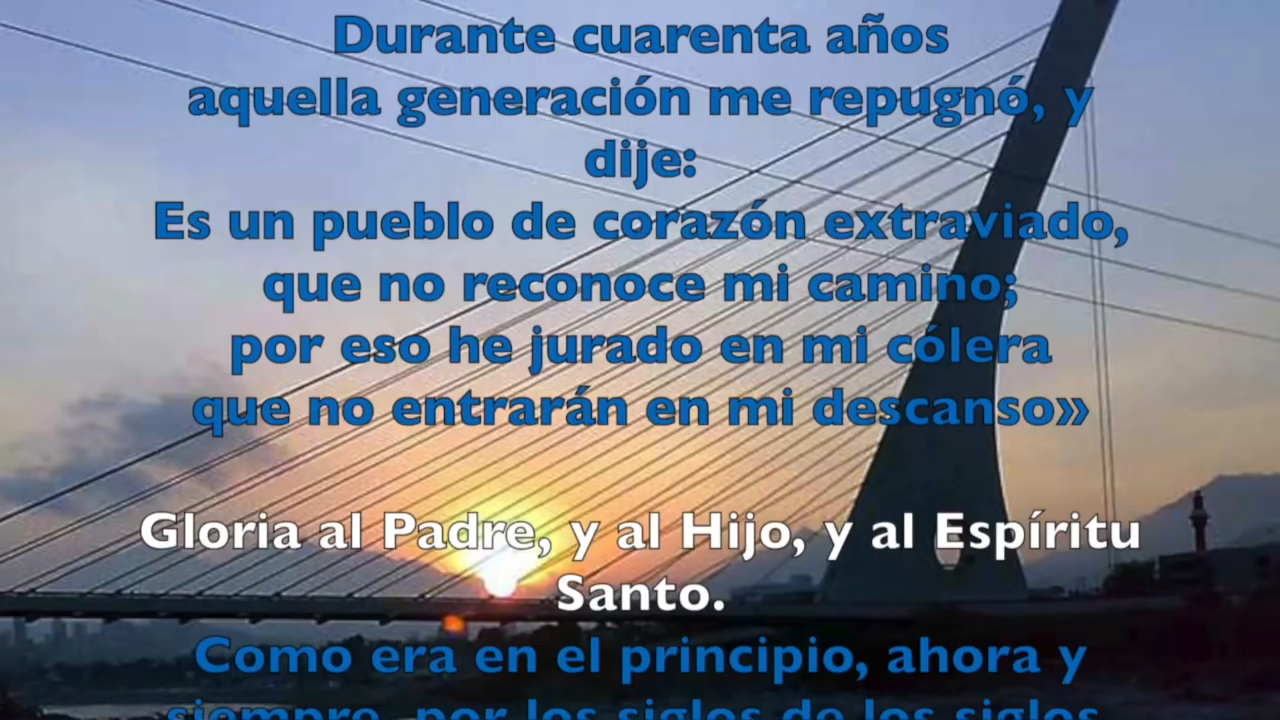 Durante cuarenta años
aquella generación me repugnó, y
dije:
Es un pueblo de corazón extraviado,
que no reconoce mi camino;
por eso he jurado en mi cólera
que no entrarán en mi descanso»
Gloria al Padre, y al Hijo, y al Espíritu
Santo.
Como era en el principio, ahora y
siempre, por los siglos de los siglos